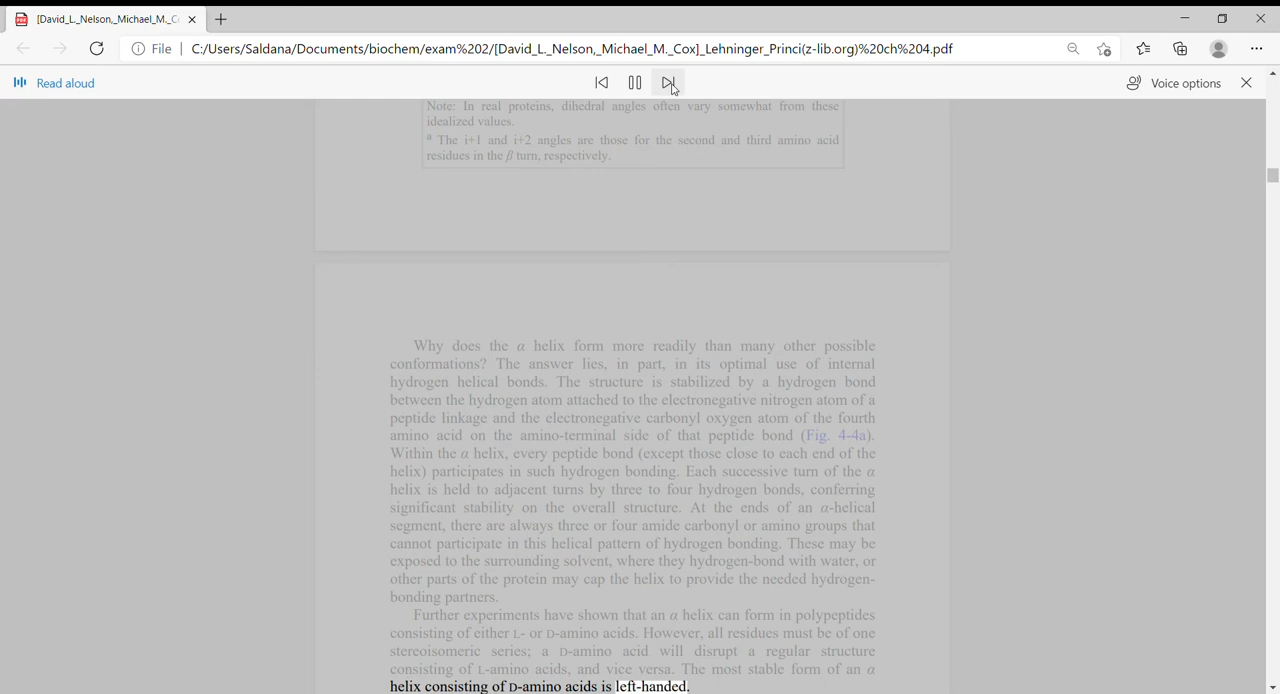 [David_L._Nelson,_Michael_M._C
File
C:/Users/Saldana/Documents/biochem/exam%202/[David_L._Nelson,_Michael_M._Cox]_Lehninger_Princi(z-lib.org)%20ch%204.pdf
Read aloud
Voice options
Note: In real proteins, dihedral angles often vary somewhat from these
idealized values.
a The i+1 and i+2 angles are those for the second and third amino acid
residues in the β turn, respectively.
Why does the α helix form more readily than many other possible
conformations? The answer lies, in part, in its optimal use of internal
hydrogen helical bonds. The structure is stabilized by a hydrogen bond
between the hydrogen atom attached to the electronegative nitrogen atom of a
peptide linkage and the electronegative carbonyl oxygen atom of the fourth
amino acid on the amino-terminal side of that peptide bond (Fig. 4-4a).
Within the α helix, every peptide bond (except those close to each end of the
helix) participates in such hydrogen bonding. Each successive turn of the α
helix is held to adjacent turns by three to four hydrogen bonds, conferring
significant stability on the overall structure. At the ends of an α-helical
segment, there are always three or four amide carbonyl or amino groups that
cannot participate in this helical pattern of hydrogen bonding. These may be
exposed to the surrounding solvent, where they hydrogen-bond with water, or
other parts of the protein may cap the helix to provide the needed hydrogen-
bonding partners.
Further experiments have shown that an α helix can form in polypeptides
consisting of either L- or D-amino acids. However, all residues must be of one
stereoisomeric series; a D-amino acid will disrupt a regular structure
consisting of L-amino acids, and vice versa. The most stable form of an α
helix consisting of D-amino acids is left-handed.